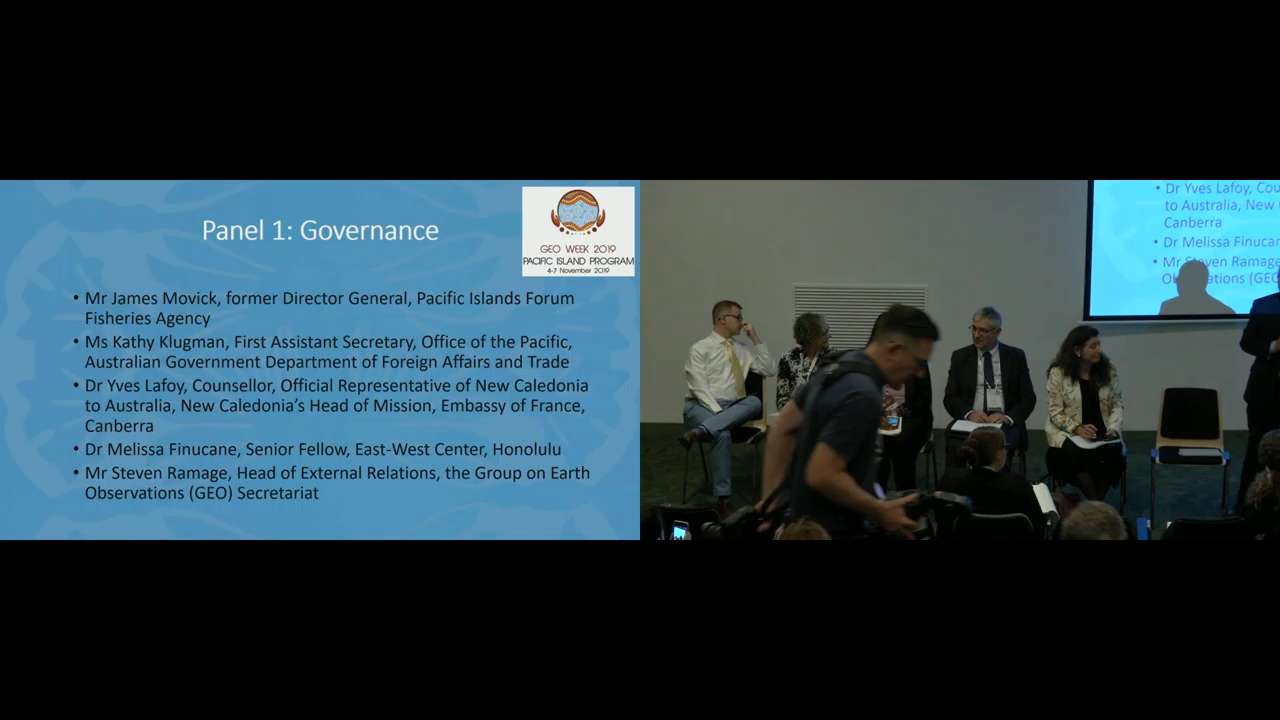 Panel 1: Governance
GEO WEEK 2019
PACIFIC ISLAND PROGRAM
4-7 November 2019
• Mr James Movick, former Director General, Pacific Islands Forum
Fisheries Agency
• Ms Kathy Klugman, First Assistant Secretary, Office of the Pacific,
Australian Government Department of Foreign Affairs and Trade
• Dr Yves Lafoy, Counsellor, Official Representative of New Caledonia
to Australia, New Caledonia’s Head of Mission, Embassy of France,
Canberra
• Dr Melissa Finucane, Senior Fellow, East-West Center, Honolulu
• Mr Steven Ramage, Head of External Relations, the Group on Earth
Observations (GEO) Secretariat
• Dr Yves Lafoy, Cou
to Australia, New
Canberra
• Dr Melissa Finucan
• Mr Steven Ramage
Observations (GEO